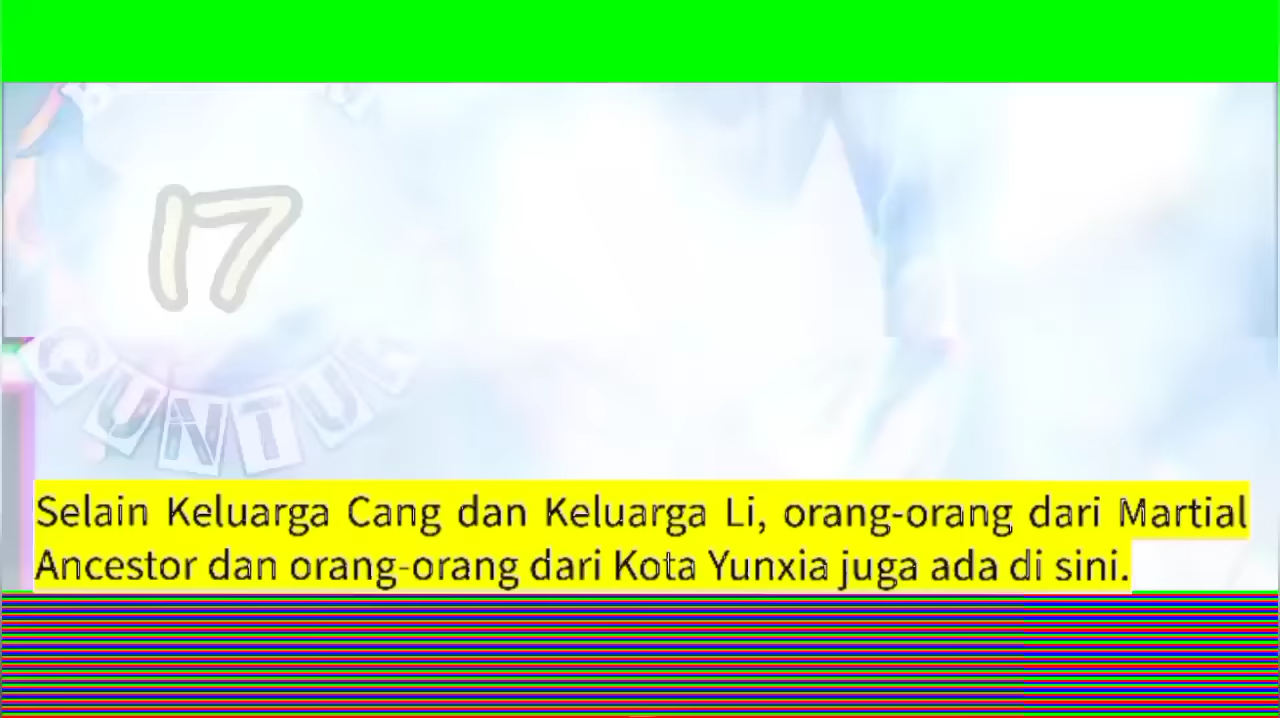 17
QUNTUK
Selain Keluarga Cang dan Keluarga Li, orang-orang dari Martial
Ancestor dan orang-orang dari Kota Yunxia juga ada di sini.